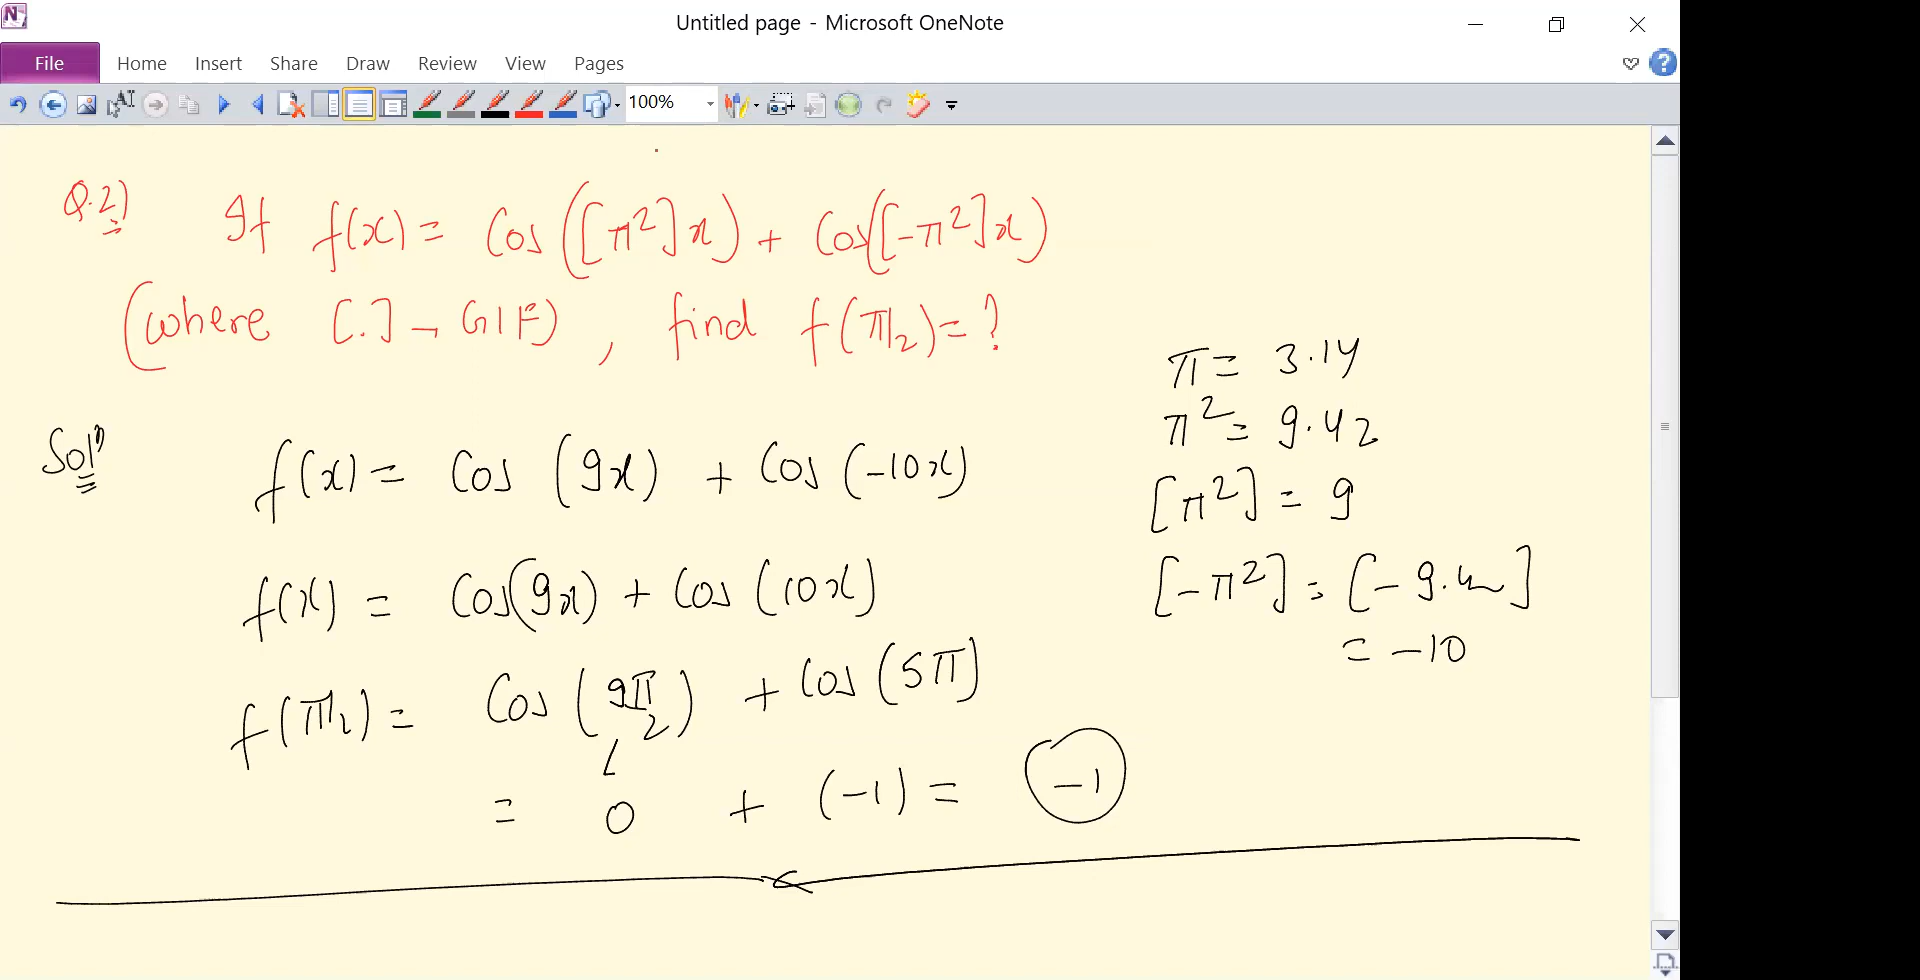 Untitled page - Microsoft OneNote
File Home Insert Share Draw Review View Pages
100%
Q.2) If f(x) = Cos([π²]x) + Cos([-π²]x)
(where [.] → GIF), find f(π/2) = ?
π = 3.14
π² = 9.42
[π²] = 9
[-π²] = [-9.42]
= -10
Solⁿ f(x) = Cos (9x) + Cos (-10x)
f(x) = Cos(9x) + Cos (10x)
f(π/2) = Cos (9π/2) + Cos (5π)
= 0 + (-1) = -1